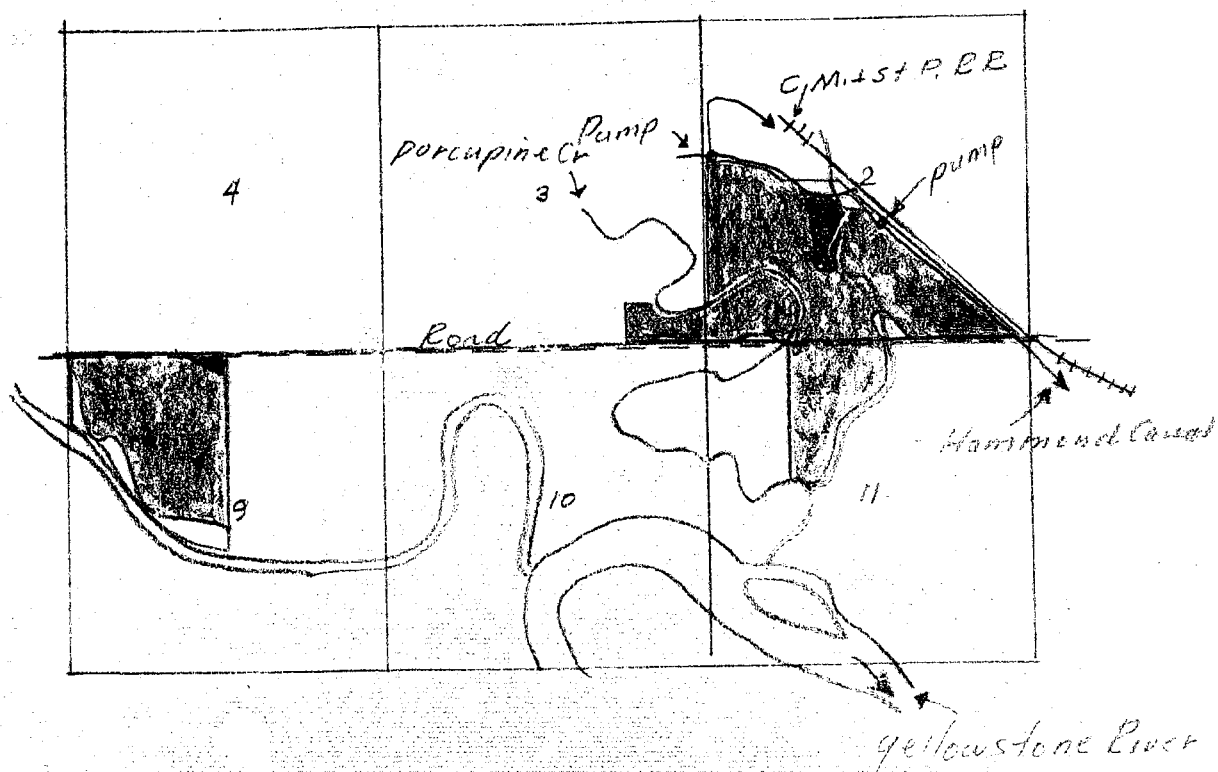 C, M. + St P. RR
Pump
Porcupine Cr
2
pump
4
3
Road
Hammond Canal
9
10
11
Yellowstone River